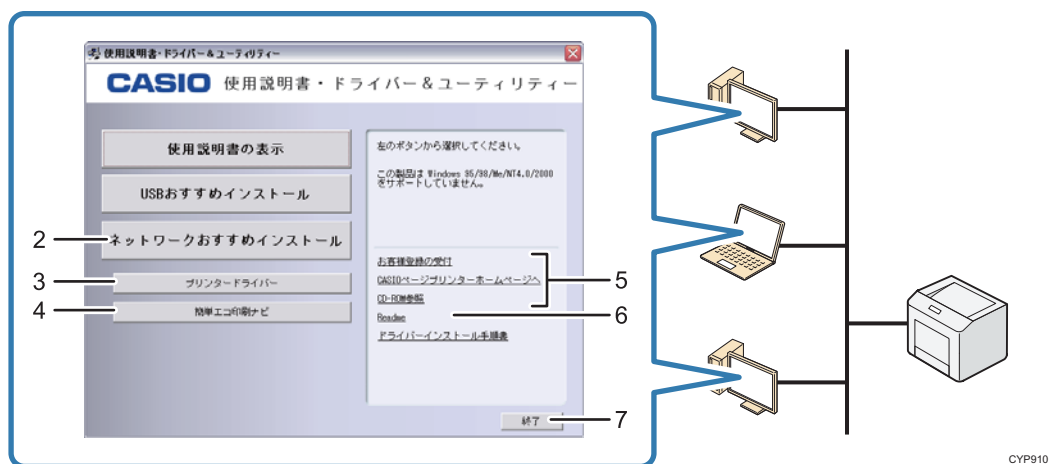 使用説明書・ドライバー＆ユーティリティー
CASIO 使用説明書・ドライバー＆ユーティリティー
使用説明書の表示
USBおすすめインストール
2
ネットワークおすすめインストール
3
プリンタードライバー
4
簡単エコ印刷ナビ
左のボタンから選択してください。
この製品は Windows 95/98/Me/NT4.0/2000
をサポートしていません。
お客様登録の受付
CASIOページプリンターホームページへ
5
CD-ROM参照
Readme
6
ドライバーインストール手順書
終了
7
CYP910